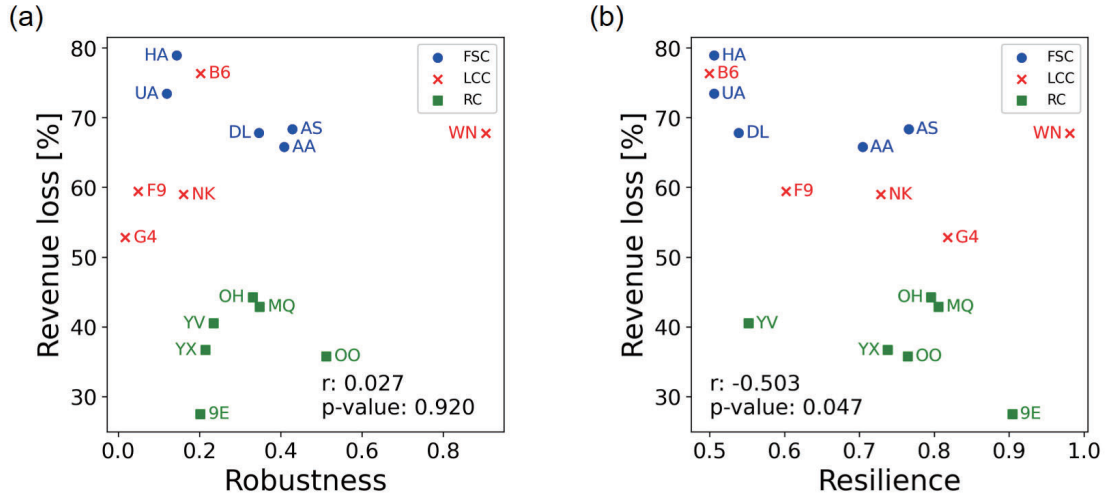 (a)
Revenue loss [%]
80
70
60
50
40
30
HA
UA
B6
DL
AS
AA
WN
F9
NK
G4
OH
MQ
YV
YX
OO
9E
FSC
LCC
RC
r: 0.027
p-value: 0.920
0.0 0.2 0.4 0.6 0.8
Robustness
(b)
Revenue loss [%]
80
70
60
50
40
30
HA
B6
UA
DL
AS
AA
WN
F9
NK
G4
OH
MQ
YV
YX
OO
9E
FSC
LCC
RC
r: -0.503
p-value: 0.047
0.5 0.6 0.7 0.8 0.9 1.0
Resilience